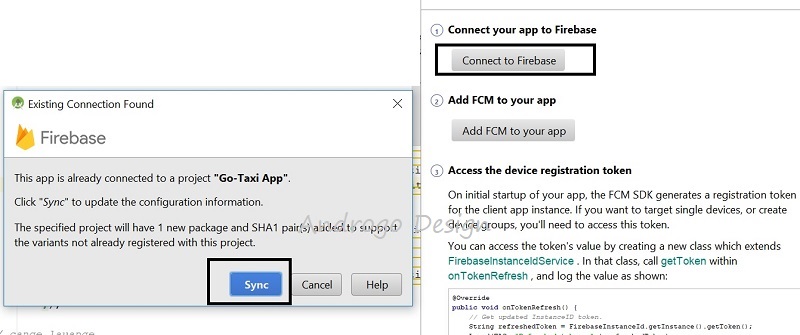 Existing Connection Found
Firebase
This app is already connected to a project "Go-Taxi App".
Click "Sync" to update the configuration information.
The specified project will have 1 new package and SHA1 pair(s) added to support
the variants not already registered with this project.
Sync
Cancel
Help
Androgo Design
1 Connect your app to Firebase
Connect to Firebase
2 Add FCM to your app
Add FCM to your app
3 Access the device registration token
On initial startup of your app, the FCM SDK generates a registration token
for the client app instance. If you want to target single devices, or create
device groups, you'll need to access this token.
You can access the token's value by creating a new class which extends
FirebaseInstanceIdService . In that class, call getToken within
onTokenRefresh , and log the value as shown:
@Override
public void onTokenRefresh() {
// Get updated InstanceID token.
String refreshedToken = FirebaseInstanceId.getInstance().getToken();